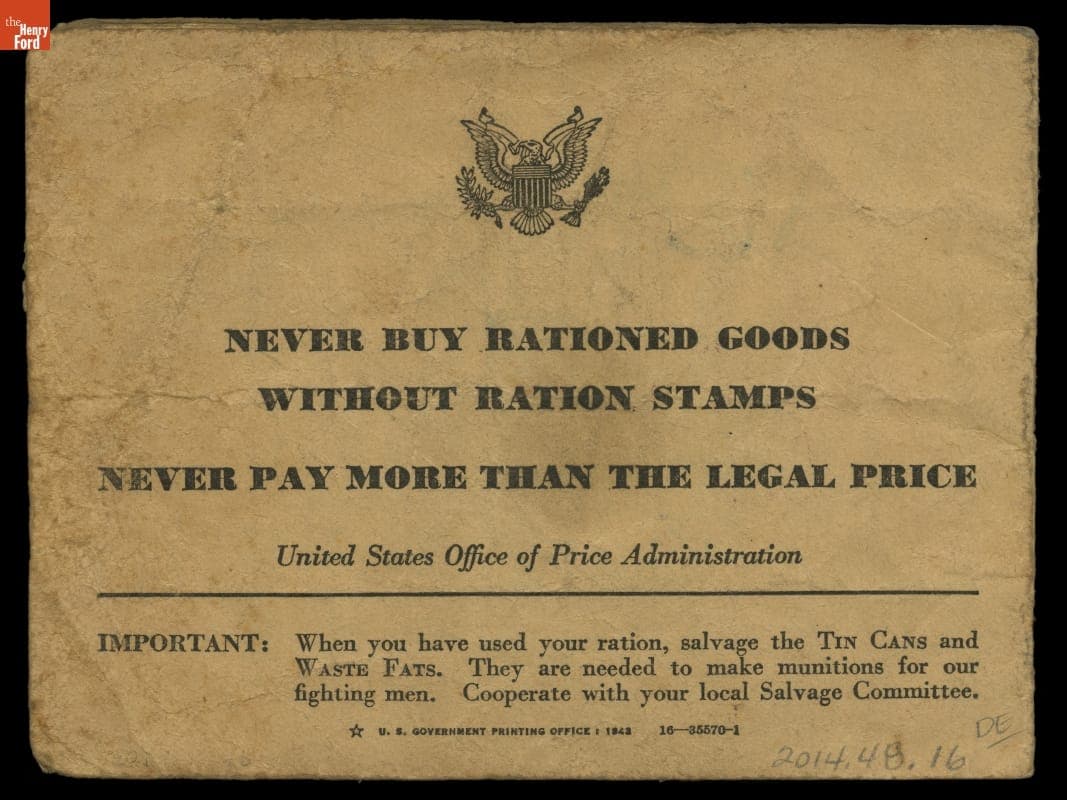 the
Henry
Ford
NEVER BUY RATIONED GOODS
WITHOUT RATION STAMPS
NEVER PAY MORE THAN THE LEGAL PRICE
United States Office of Price Administration
IMPORTANT: When you have used your ration, salvage the TIN CANS and
WASTE FATS. They are needed to make munitions for our
fighting men. Cooperate with your local Salvage Committee.
☆ U. S. GOVERNMENT PRINTING OFFICE : 1943 16—35570-1
DE
2014.48.16